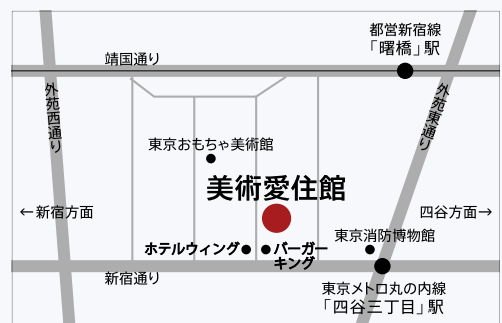 都営新宿線
「曙橋」駅
靖国通り
外苑西通り
外苑東通り
東京おもちゃ美術館
美術愛住館
←新宿方面
四谷方面→
東京消防博物館
ホテルウィング
バーガー
キング
新宿通り
東京メトロ丸の内線
「四谷三丁目」駅